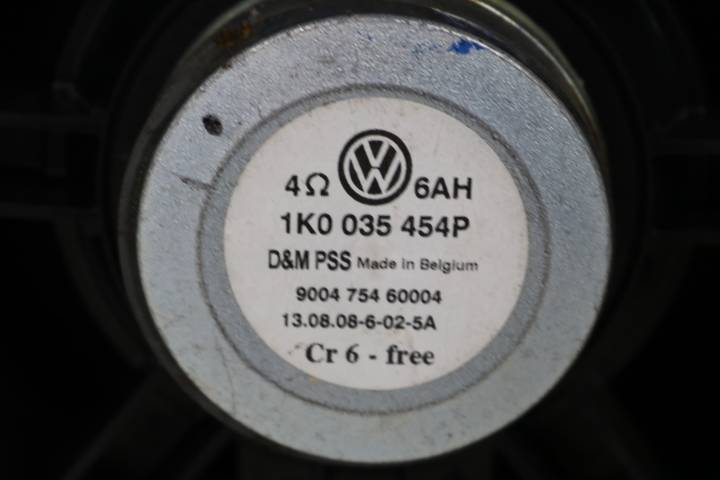 4Ω VW 6AH
1K0 035 454P
D&M PSS Made in Belgium
9004 754 60004
13.08.08-6-02-5A
Cr 6 - free